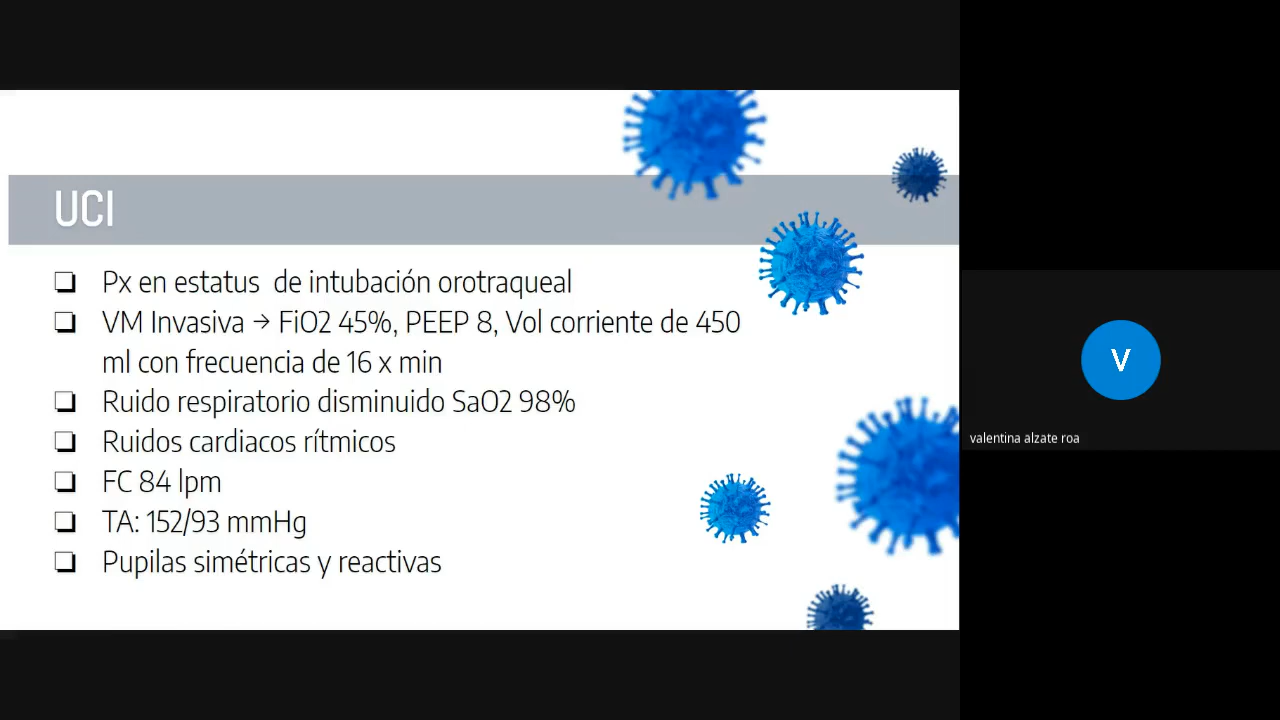 UCI
❏ Px en estatus de intubación orotraqueal
❏ VM Invasiva → FiO2 45%, PEEP 8, Vol corriente de 450
ml con frecuencia de 16 x min
❏ Ruido respiratorio disminuido SaO2 98%
❏ Ruidos cardiacos rítmicos
❏ FC 84 lpm
❏ TA: 152/93 mmHg
❏ Pupilas simétricas y reactivas
V
valentina alzate roa